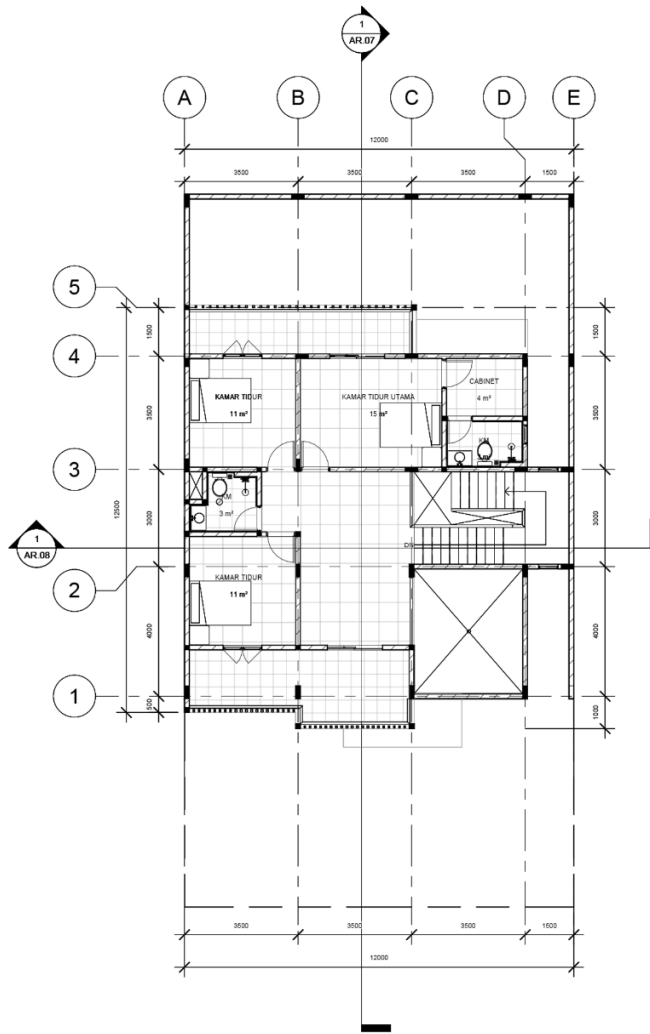 1
AR.07
A
B
C
D
E
12000
3500
3500
3500
1500
5
4
3
2
1
1500
3500
3000
4000
500
12500
1500
3500
3000
4000
1000
KAMAR TIDUR
11 m²
KAMAR TIDUR UTAMA
15 m²
CABINET
4 m²
KM
KM
3 m²
DN
1
AR.08
KAMAR TIDUR
11 m²
3500
3500
3500
1500
12000